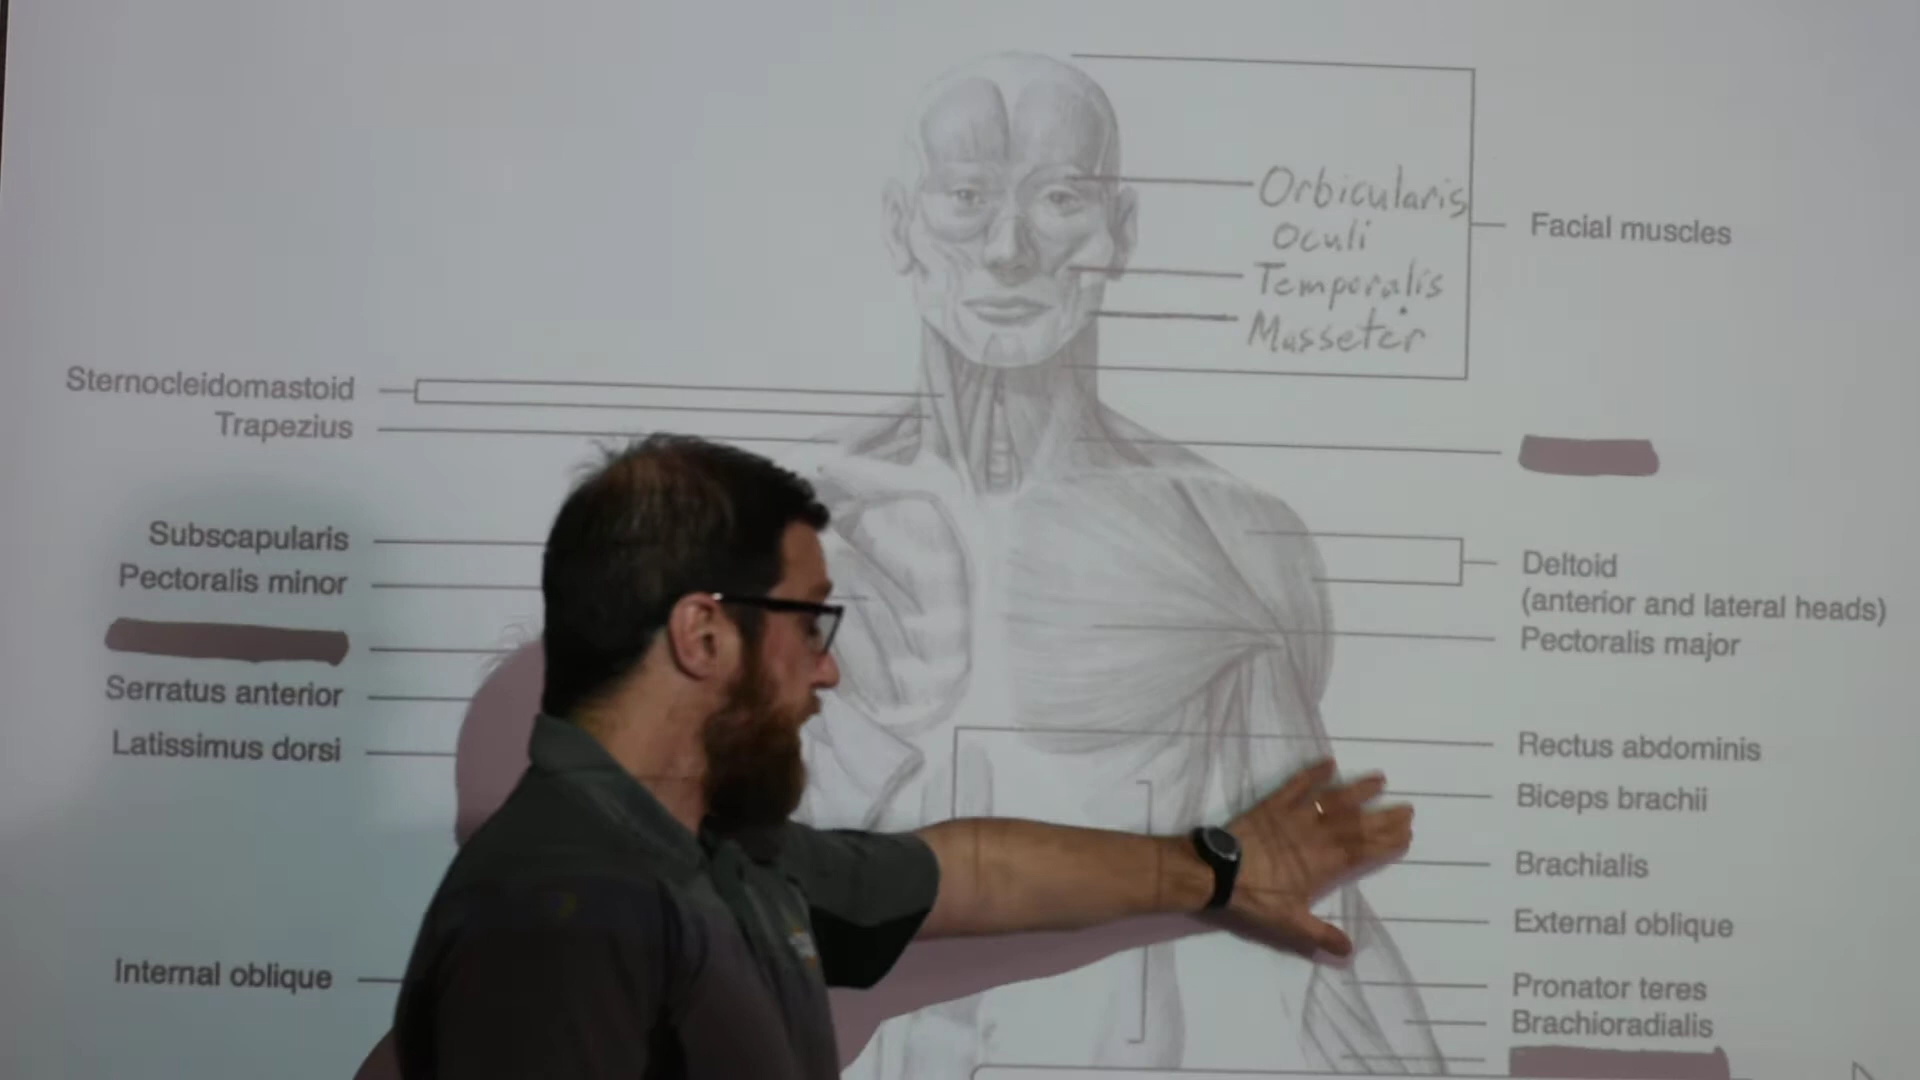 Orbicularis
Oculi
Temporalis
Masseter
Facial muscles
Sternocleidomastoid
Trapezius
Subscapularis
Pectoralis minor
Serratus anterior
Latissimus dorsi
Internal oblique
Deltoid
(anterior and lateral heads)
Pectoralis major
Rectus abdominis
Biceps brachii
Brachialis
External oblique
Pronator teres
Brachioradialis